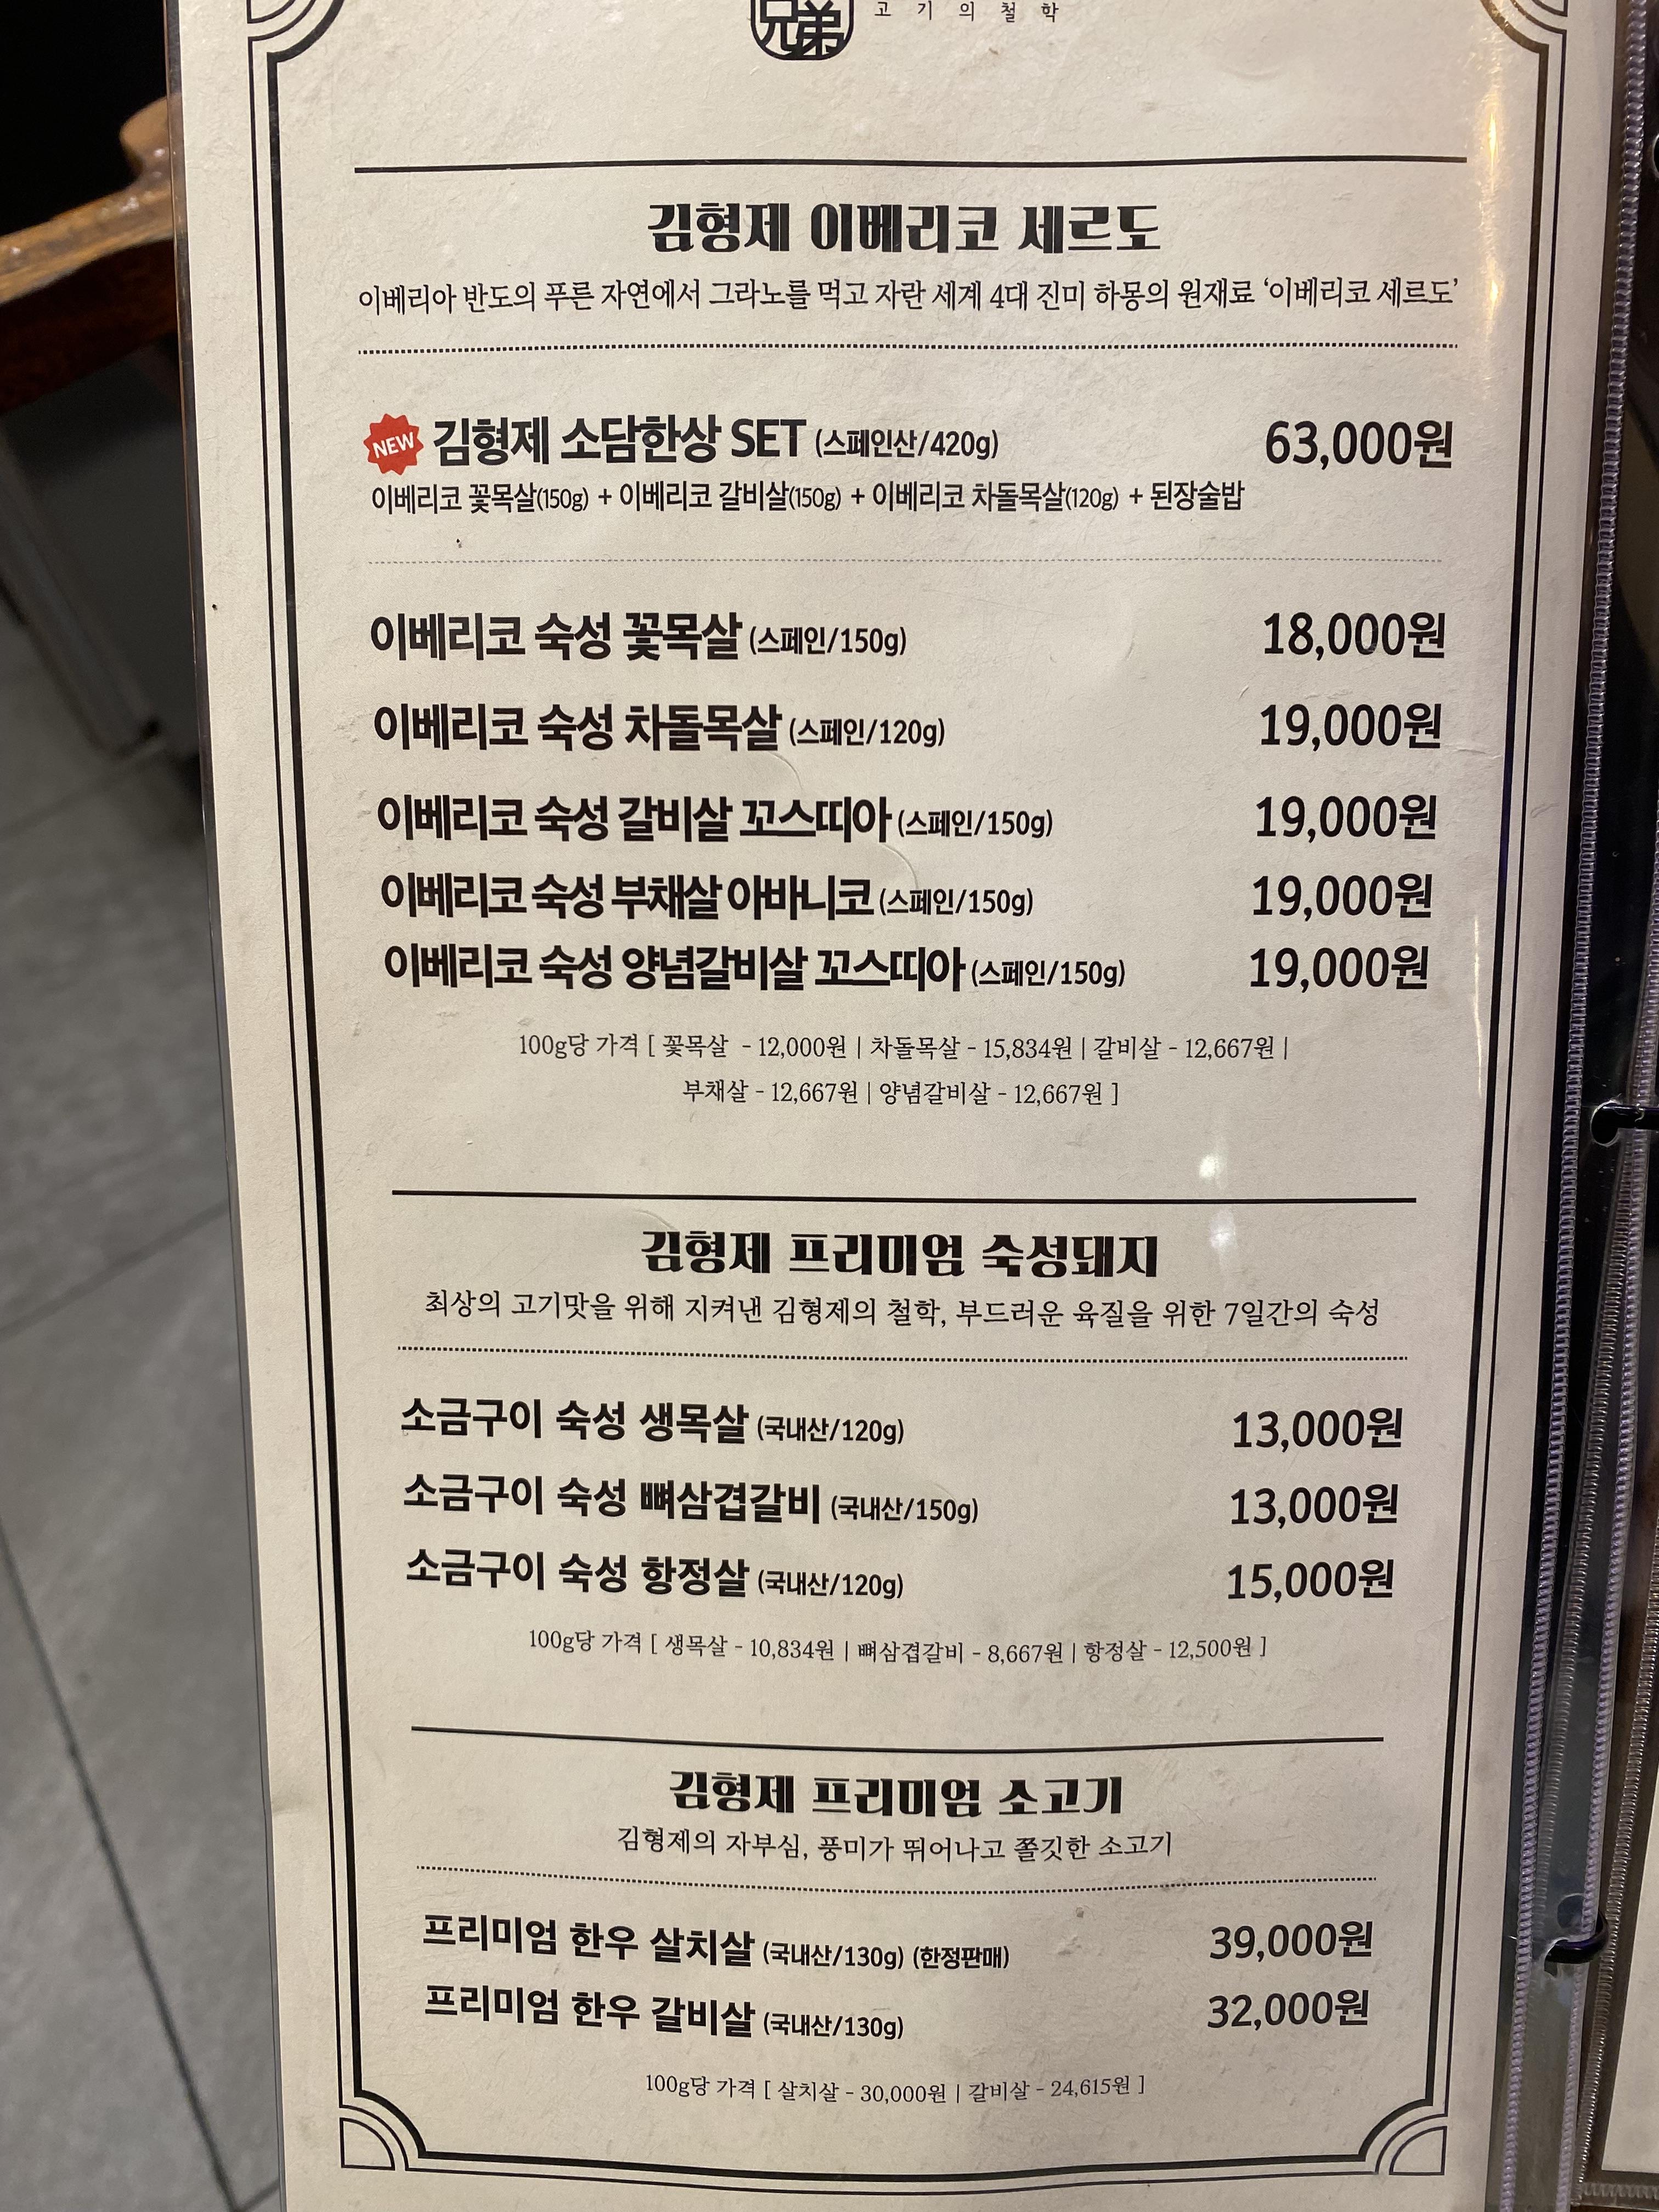 兄弟 고기의철학
김형제 이베리코 세르도
이베리아 반도의 푸른 자연에서 그라노를 먹고 자란 세계 4대 진미 하몽의 원재료 ‘이베리코 세르도’
NEW 김형제 소담한상 SET (스페인산/420g) 63,000원
이베리코 꽃목살(150g) + 이베리코 갈비살(150g) + 이베리코 차돌목살(120g) + 된장술밥
이베리코 숙성 꽃목살 (스페인/150g) 18,000원
이베리코 숙성 차돌목살 (스페인/120g) 19,000원
이베리코 숙성 갈비살 꼬스띠아 (스페인/150g) 19,000원
이베리코 숙성 부채살 아바니코 (스페인/150g) 19,000원
이베리코 숙성 양념갈비살 꼬스띠아 (스페인/150g) 19,000원
100g당 가격 [ 꽃목살 - 12,000원 | 차돌목살 - 15,834원 | 갈비살 - 12,667원 |
부채살 - 12,667원 | 양념갈비살 - 12,667원 ]
김형제 프리미엄 숙성돼지
최상의 고기맛을 위해 지켜낸 김형제의 철학, 부드러운 육질을 위한 7일간의 숙성
소금구이 숙성 생목살 (국내산/120g) 13,000원
소금구이 숙성 뼈삼겹갈비 (국내산/150g) 13,000원
소금구이 숙성 항정살 (국내산/120g) 15,000원
100g당 가격 [ 생목살 - 10,834원 | 뼈삼겹갈비 - 8,667원 | 항정살 - 12,500원 ]
김형제 프리미엄 소고기
김형제의 자부심, 풍미가 뛰어나고 쫄깃한 소고기
프리미엄 한우 살치살 (국내산/130g) (한정판매) 39,000원
프리미엄 한우 갈비살 (국내산/130g) 32,000원
100g당 가격 [ 살치살 - 30,000원 | 갈비살 - 24,615원 ]